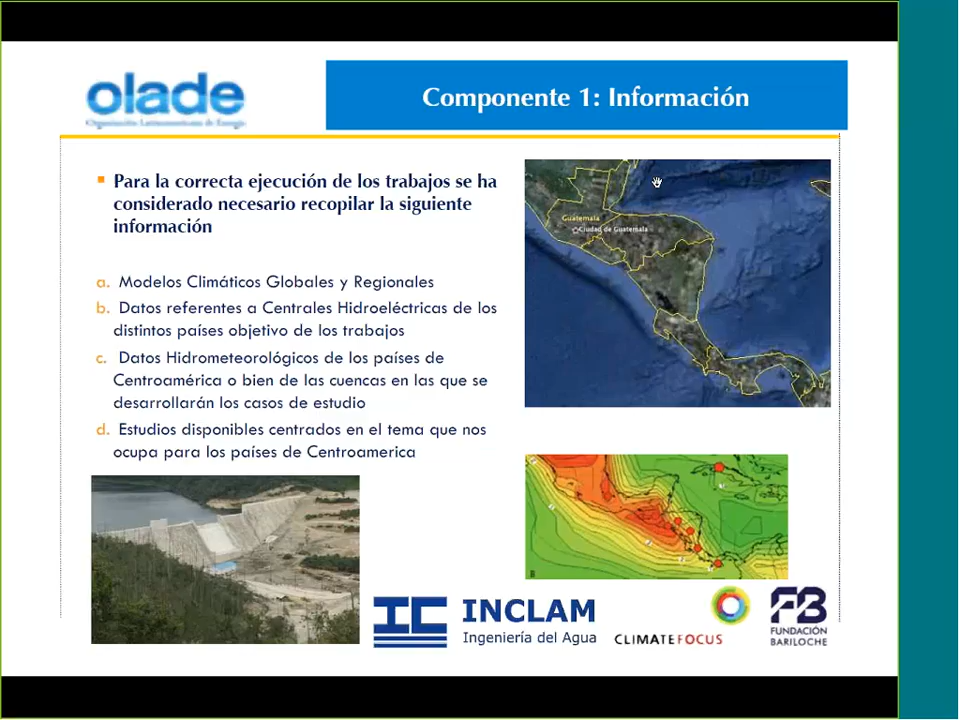 olade
Organización Latinoamericana de Energía
Componente 1: Información
Para la correcta ejecución de los trabajos se ha
considerado necesario recopilar la siguiente
información
a. Modelos Climáticos Globales y Regionales
b. Datos referentes a Centrales Hidroeléctricas de los
distintos países objetivo de los trabajos
c. Datos Hidrometeorológicos de los países de
Centroamérica o bien de las cuencas en las que se
desarrollarán los casos de estudio
d. Estudios disponibles centrados en el tema que nos
ocupa para los países de Centroamerica
Guatemala
Ciudad de Guatemala
IC
INCLAM
Ingeniería del Agua
CLIMATEFOCUS
FB
FUNDACIÓN
BARILOCHE